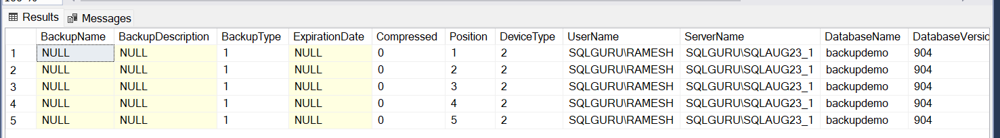 Results Messages
BackupName BackupDescription BackupType ExpirationDate Compressed Position DeviceType UserName ServerName DatabaseName DatabaseVersio
1 NULL NULL 1 NULL 0 1 2 SQLGURU\RAMESH SQLGURU\SQLAUG23_1 backupdemo 904
2 NULL NULL 1 NULL 0 2 2 SQLGURU\RAMESH SQLGURU\SQLAUG23_1 backupdemo 904
3 NULL NULL 1 NULL 0 3 2 SQLGURU\RAMESH SQLGURU\SQLAUG23_1 backupdemo 904
4 NULL NULL 1 NULL 0 4 2 SQLGURU\RAMESH SQLGURU\SQLAUG23_1 backupdemo 904
5 NULL NULL 1 NULL 0 5 2 SQLGURU\RAMESH SQLGURU\SQLAUG23_1 backupdemo 904